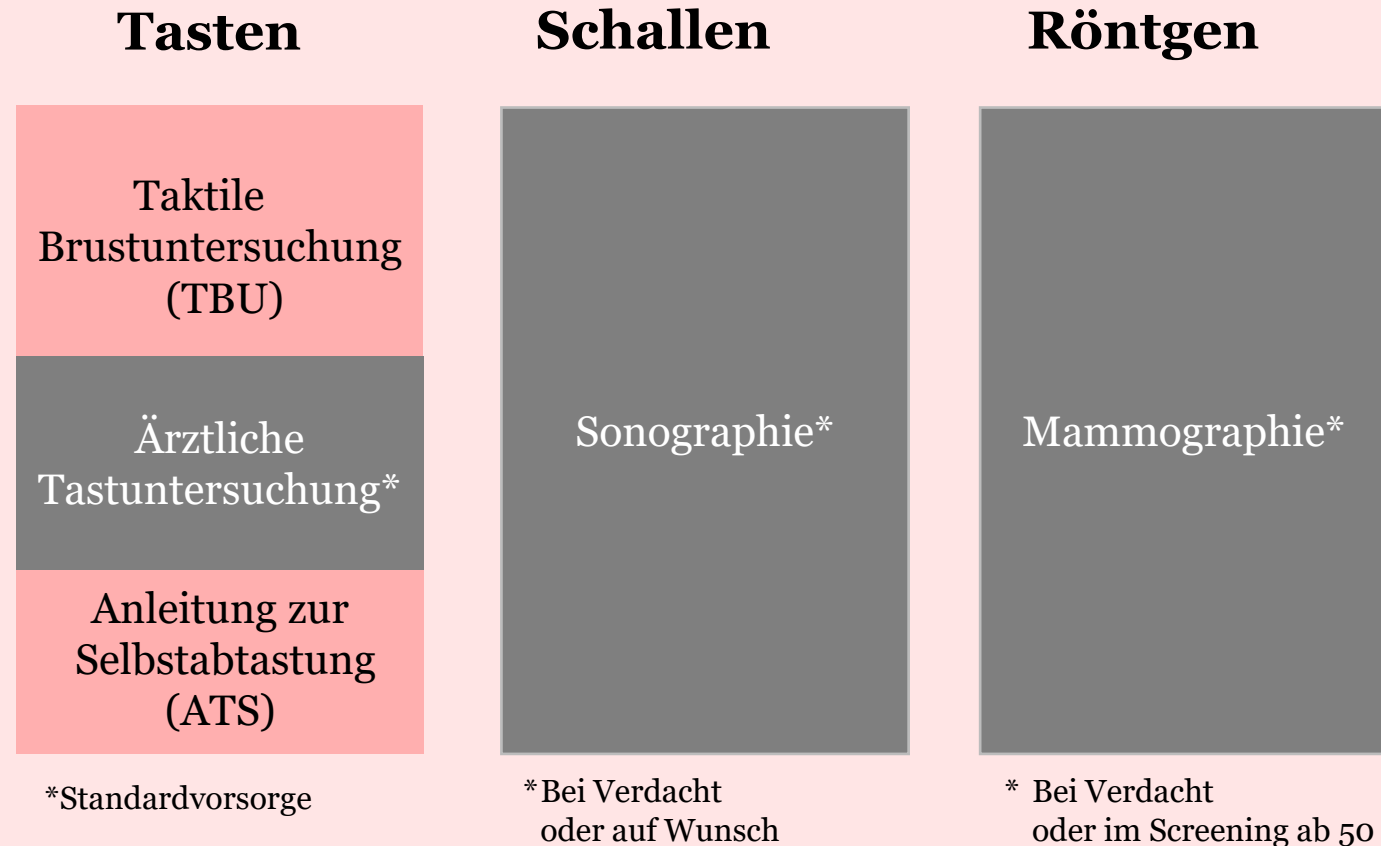 Tasten
Taktile
Brustuntersuchung
(TBU)
Ärztliche
Tastuntersuchung*
Anleitung zur
Selbstabtastung
(ATS)
*Standardvorsorge
Schallen
Sonographie*
*Bei Verdacht
oder auf Wunsch
Röntgen
Mammographie*
* Bei Verdacht
oder im Screening ab 50